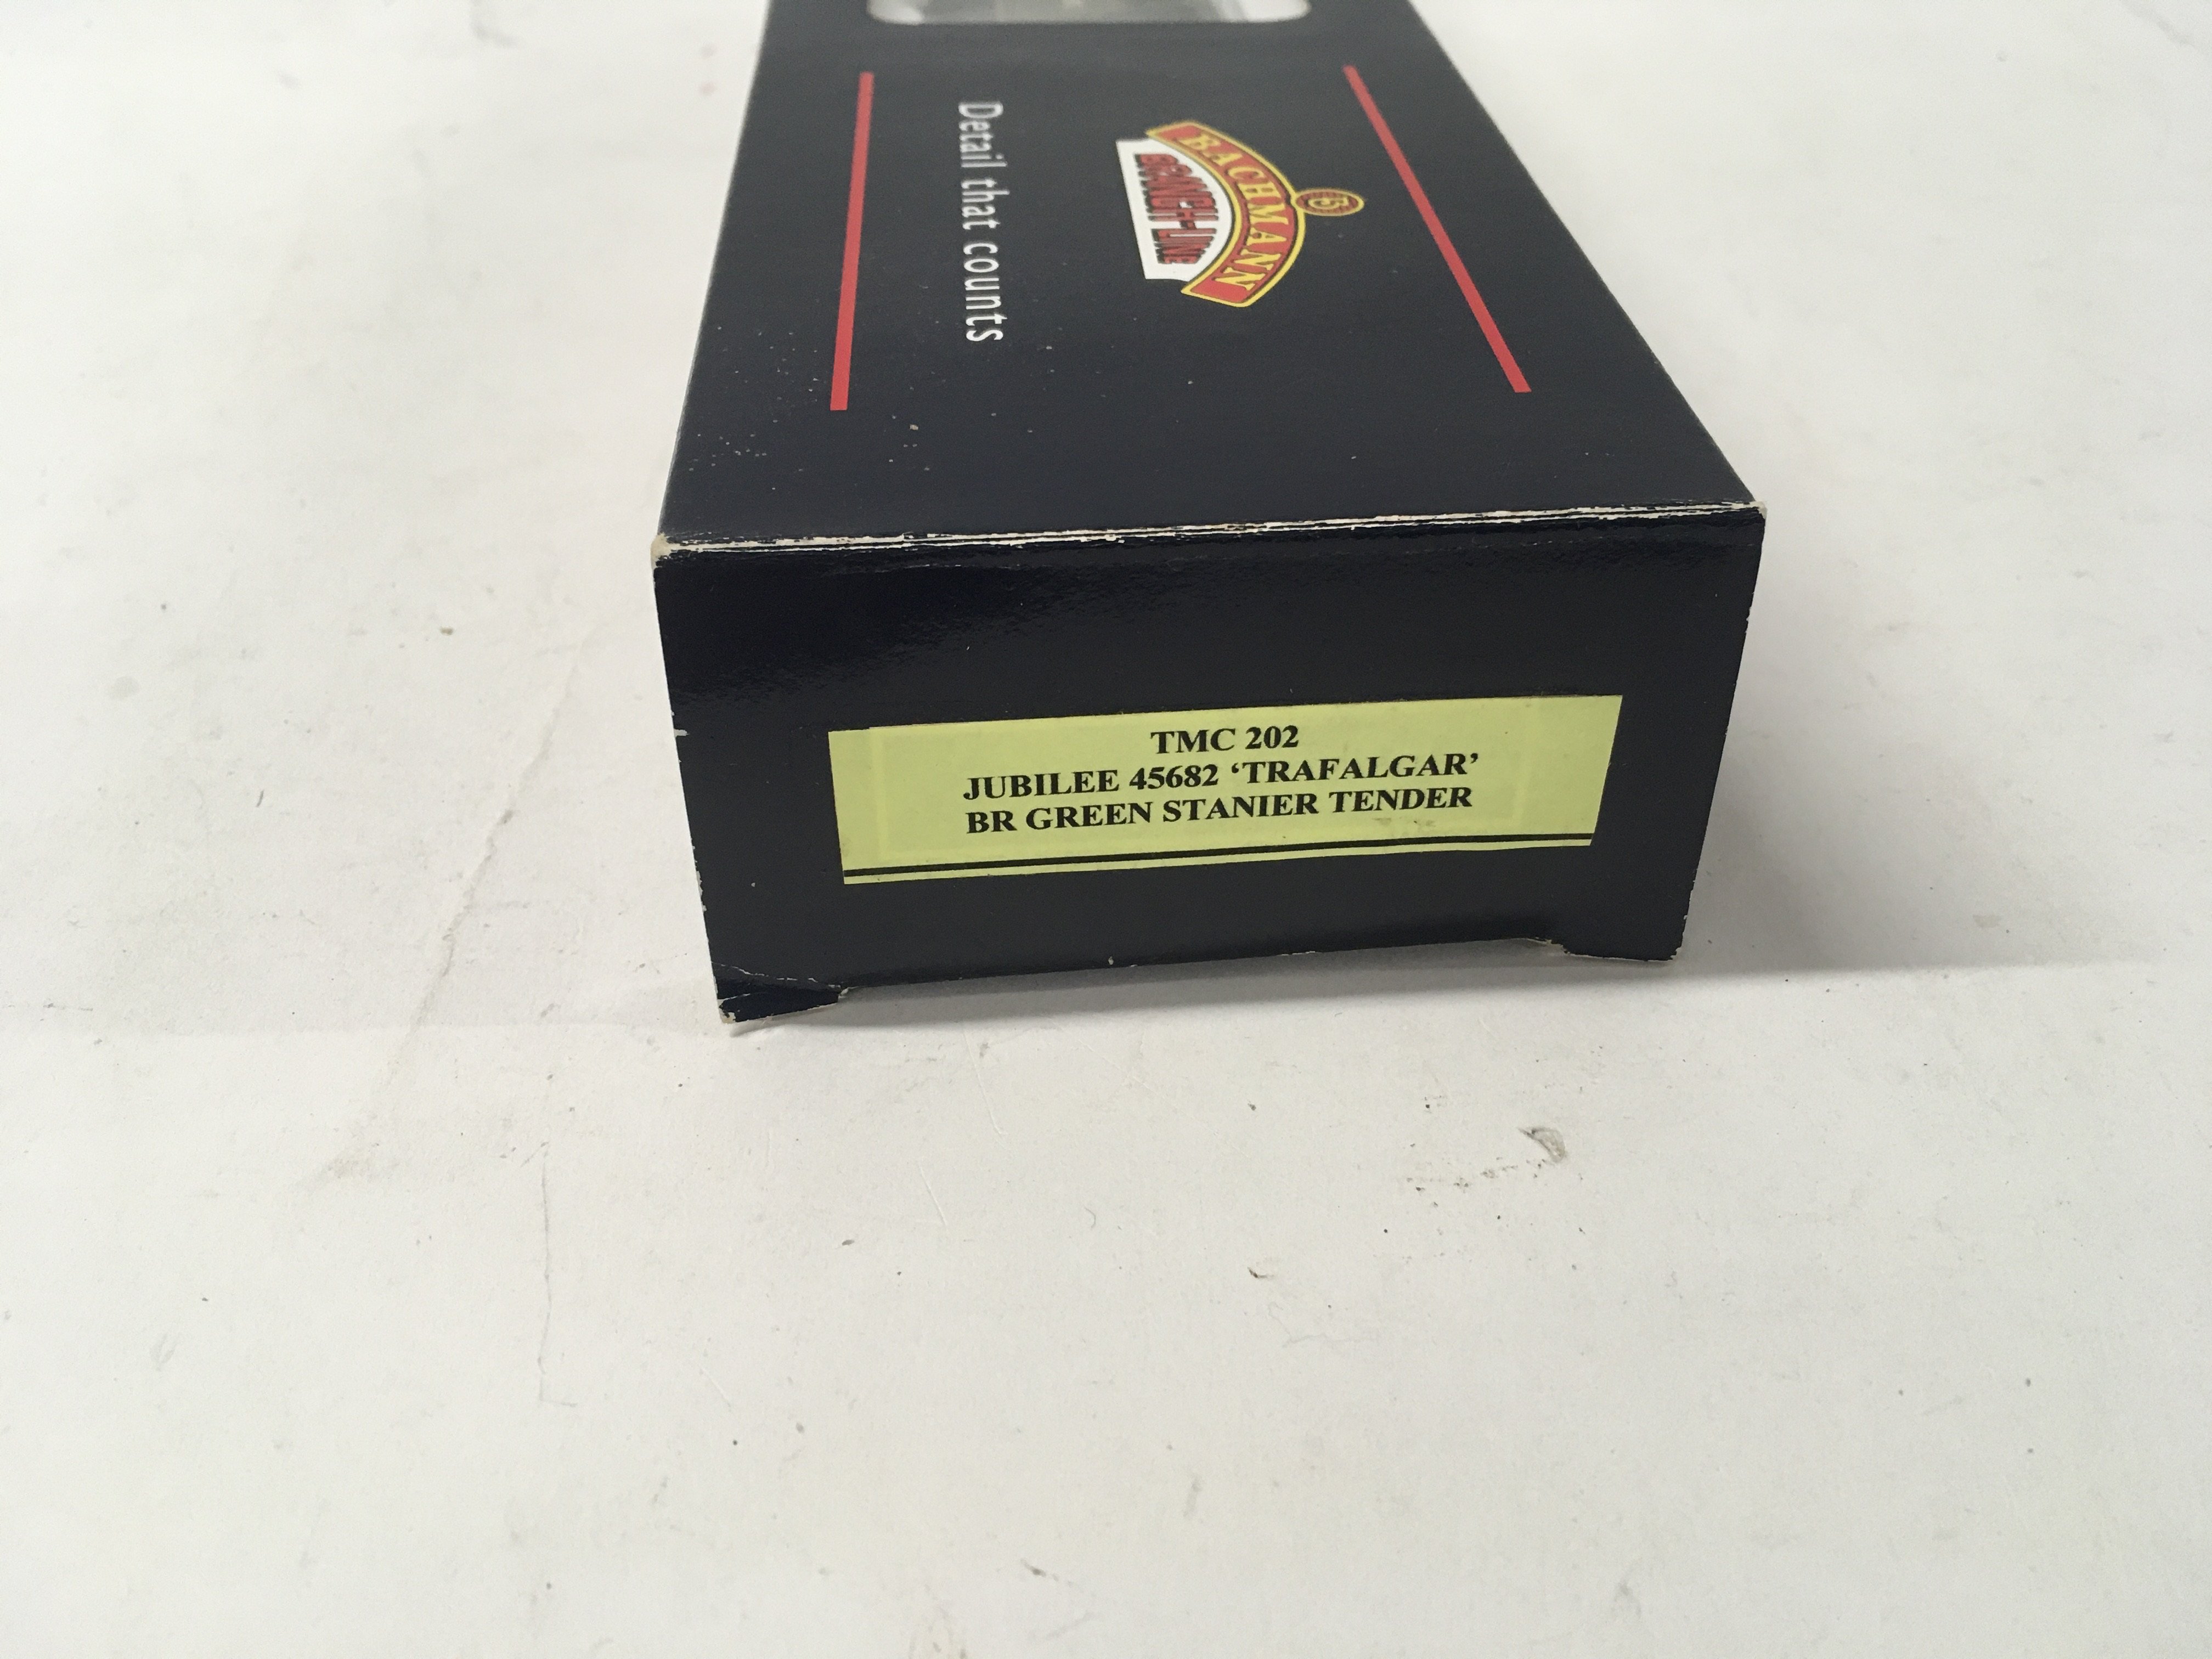 BACHMANN
BRANCH-LINE
Detail that counts
TMC 202
JUBILEE 45682 ‘TRAFALGAR’
BR GREEN STANIER TENDER